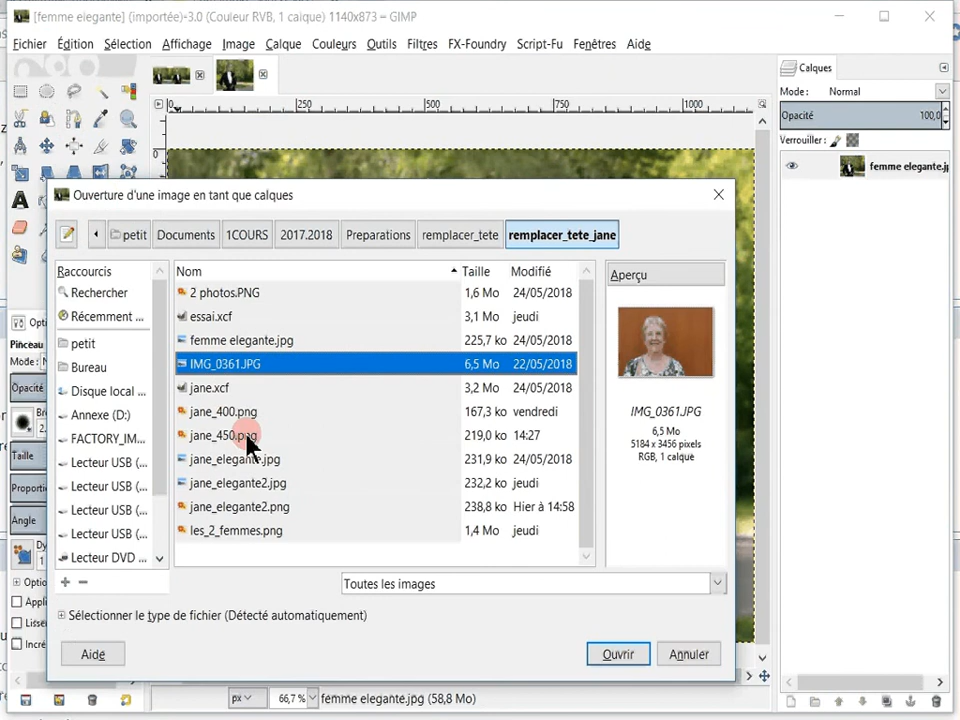 [femme elegante] (importée)-3.0 (Couleur RVB, 1 calque) 1140x873 – GIMP
Fichier Édition Sélection Affichage Image Calque Couleurs Outils Filtres FX-Foundry Script-Fu Fenêtres Aide
Calques
Mode : Normal
Opacité 100,0
Verrouiller :
femme elegante.jp
0 250 500 750 1000
Ouverture d'une image en tant que calques
petit Documents 1COURS 2017.2018 Preparations remplacer_tete remplacer_tete_jane
Raccourcis
Rechercher
Récemment ...
petit
Bureau
Disque local ...
Annexe (D:)
FACTORY_IM...
Lecteur USB (...
Lecteur USB (...
Lecteur USB (...
Lecteur USB (...
Lecteur DVD ...
Nom Taille Modifié
2 photos.PNG 1,6 Mo 24/05/2018
essai.xcf 3,1 Mo jeudi
femme elegante.jpg 225,7 ko 24/05/2018
IMG_0361.JPG 6,5 Mo 22/05/2018
jane.xcf 3,2 Mo 24/05/2018
jane_400.png 167,3 ko vendredi
jane_450.png 219,0 ko 14:27
jane_elegante.jpg 231,9 ko 24/05/2018
jane_elegante2.jpg 232,2 ko jeudi
jane_elegante2.png 238,8 ko Hier à 14:58
les_2_femmes.png 1,4 Mo jeudi
Aperçu
IMG_0361.JPG
6,5 Mo
5184 x 3456 pixels
RGB, 1 calque
Toutes les images
Sélectionner le type de fichier (Détecté automatiquement)
Aide Ouvrir Annuler
Pinceau
Mode :
Opacité
Taille
Proporti
Angle
Optio
Appli
Lisse
Incré
px 66,7 % femme elegante.jpg (58,8 Mo)